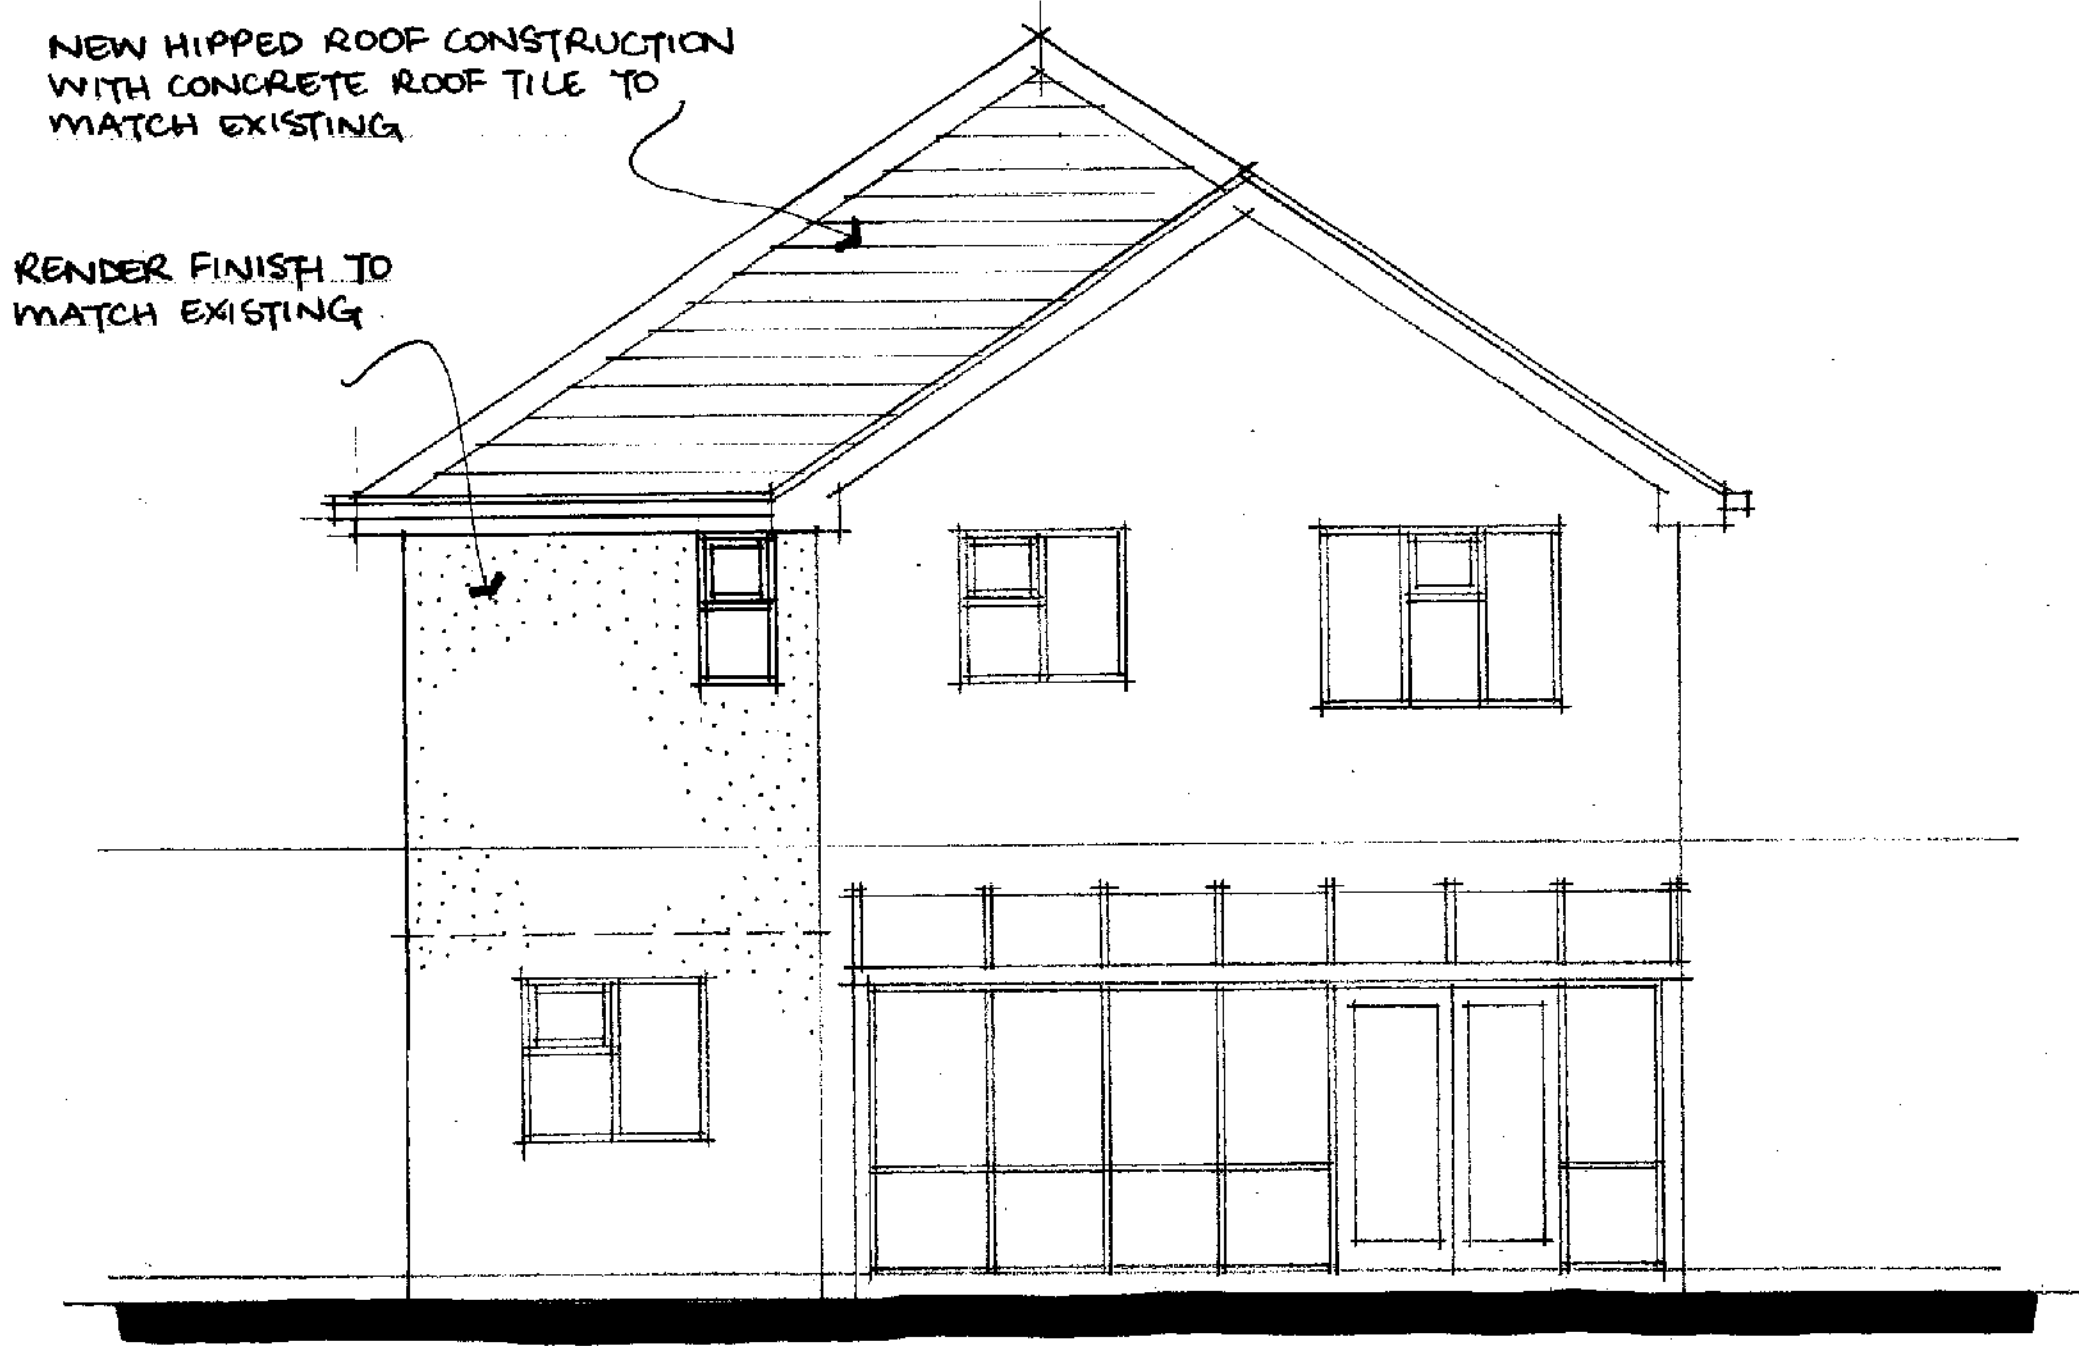 NEW HIPPED ROOF CONSTRUCTION
WITH CONCRETE ROOF TILE TO
MATCH EXISTING
RENDER FINISH TO
MATCH EXISTING